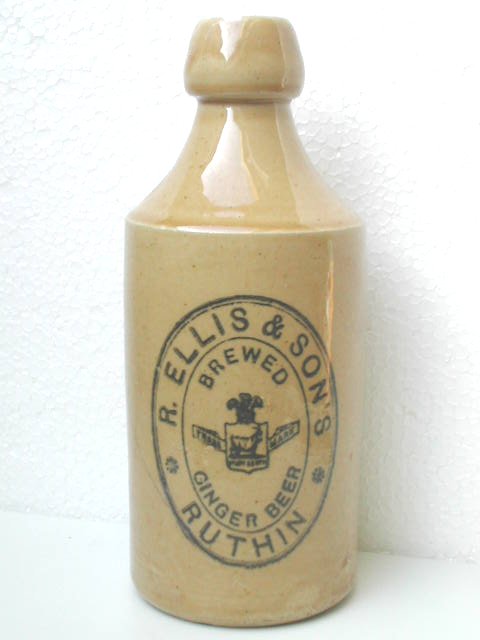 R. ELLIS & SON'S
BREWED
TRADE MARK
GINGER BEER
RUTHIN